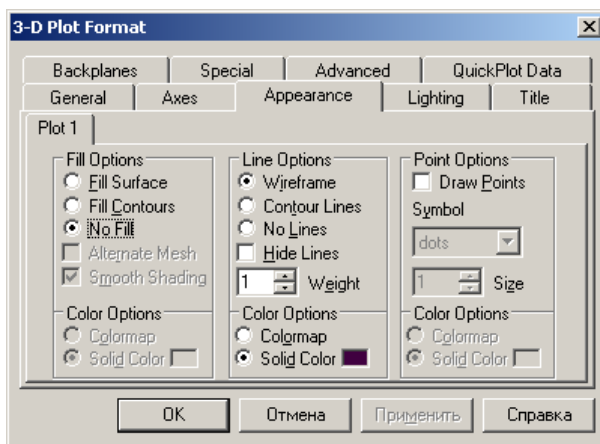 3-D Plot Format
Backplanes Special Advanced QuickPlot Data
General Axes Appearance Lighting Title
Plot 1
Fill Options
Fill Surface
Fill Contours
No Fill
Alternate Mesh
Smooth Shading
Color Options
Colormap
Solid Color
Line Options
Wireframe
Contour Lines
No Lines
Hide Lines
1 Weight
Color Options
Colormap
Solid Color
Point Options
Draw Points
Symbol
dots
1 Size
Color Options
Colormap
Solid Color
OK Отмена Применить Справка